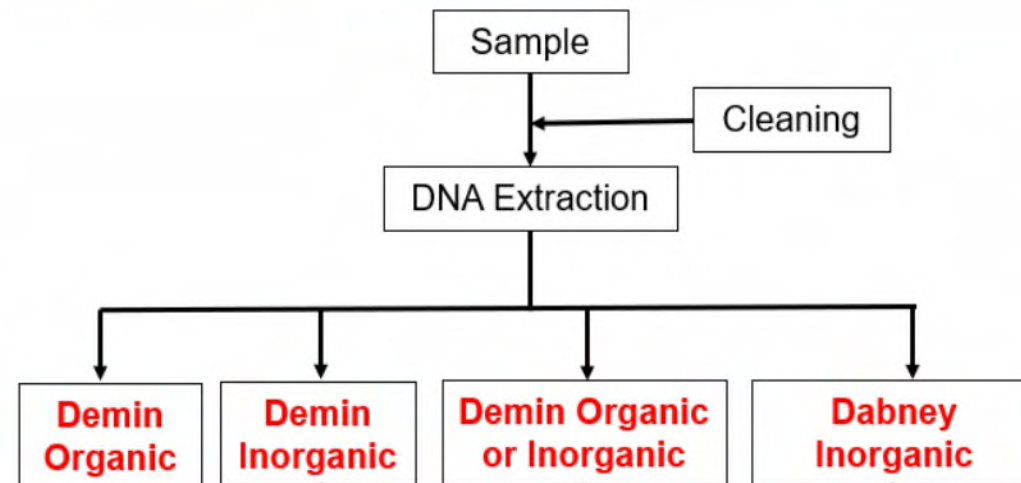 Sample
Cleaning
DNA Extraction
Demin
Organic
Demin
Inorganic
Demin Organic
or Inorganic
Dabney
Inorganic